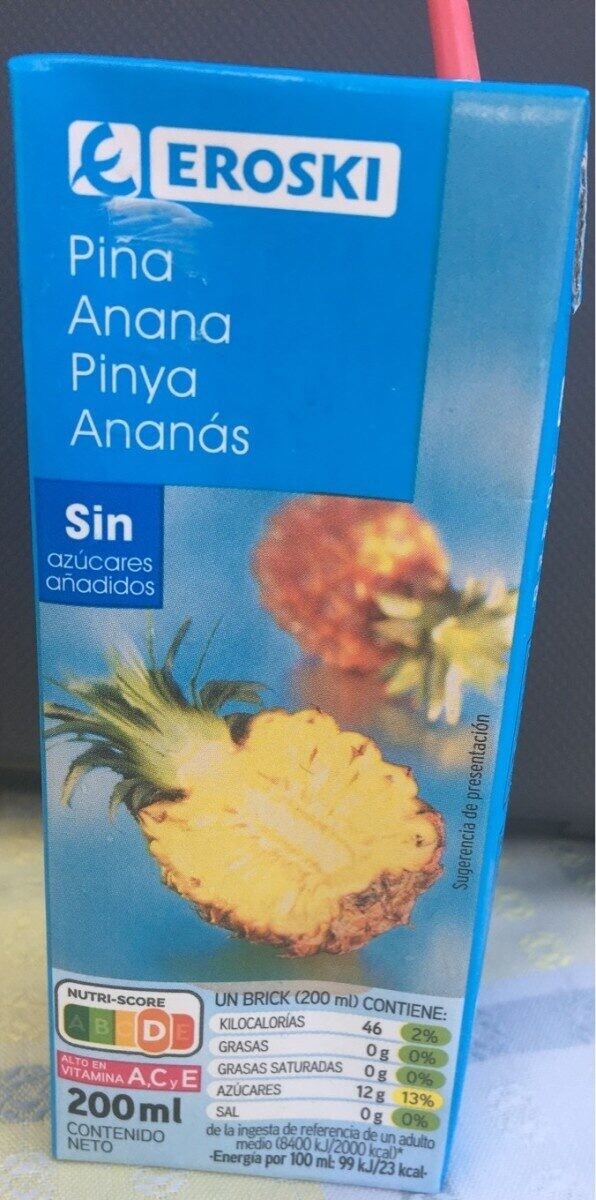 EROSKI
Piña
Anana
Pinya
Ananás
Sin
azúcares
añadidos
Sugerencia de presentación
NUTRI-SCORE
A B C D E
ALTO EN
VITAMINA A,C y E
200 ml
CONTENIDO
NETO
UN BRICK (200 ml) CONTIENE:
KILOCALORÍAS 46 2%
GRASAS 0 g 0%
GRASAS SATURADAS 0 g 0%
AZÚCARES 12 g 13%
SAL 0 g 0%
de la ingesta de referencia de un adulto
medio (8400 kJ/2000 kcal)*
-Energía por 100 ml: 99 kJ/23 kcal-